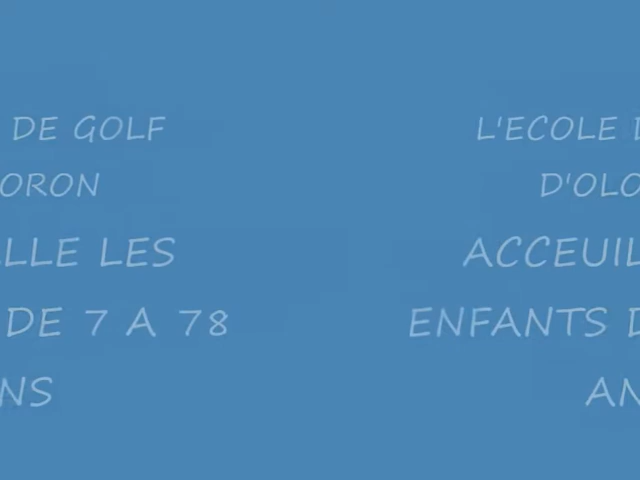 DE GOLF
ORON
LLE LES
DE 7 A 78
NS
L'ECOLE D
D'OLO
ACCEUIL
ENFANTS D
AN